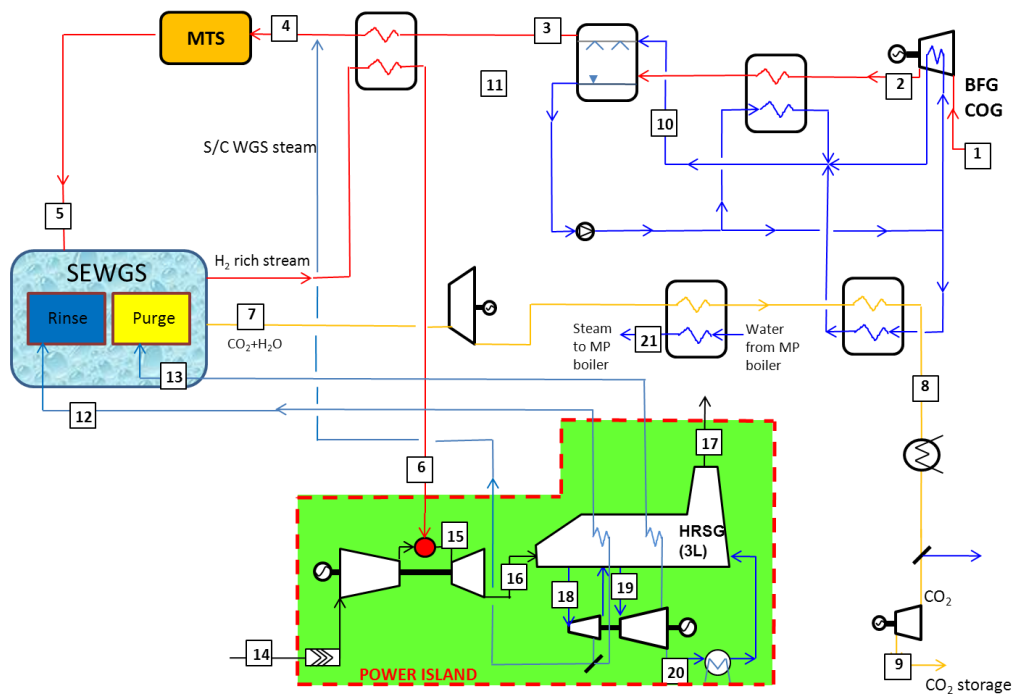 MTS
4
3
2
BFG
COG
11
10
1
S/C WGS steam
5
H2 rich stream
SEWGS
Rinse
Purge
7
CO2+H2O
Steam
to MP
boiler
21
Water
from MP
boiler
13
12
8
17
6
15
HRSG
(3L)
16
18
19
CO2
14
POWER ISLAND
20
9
CO2 storage